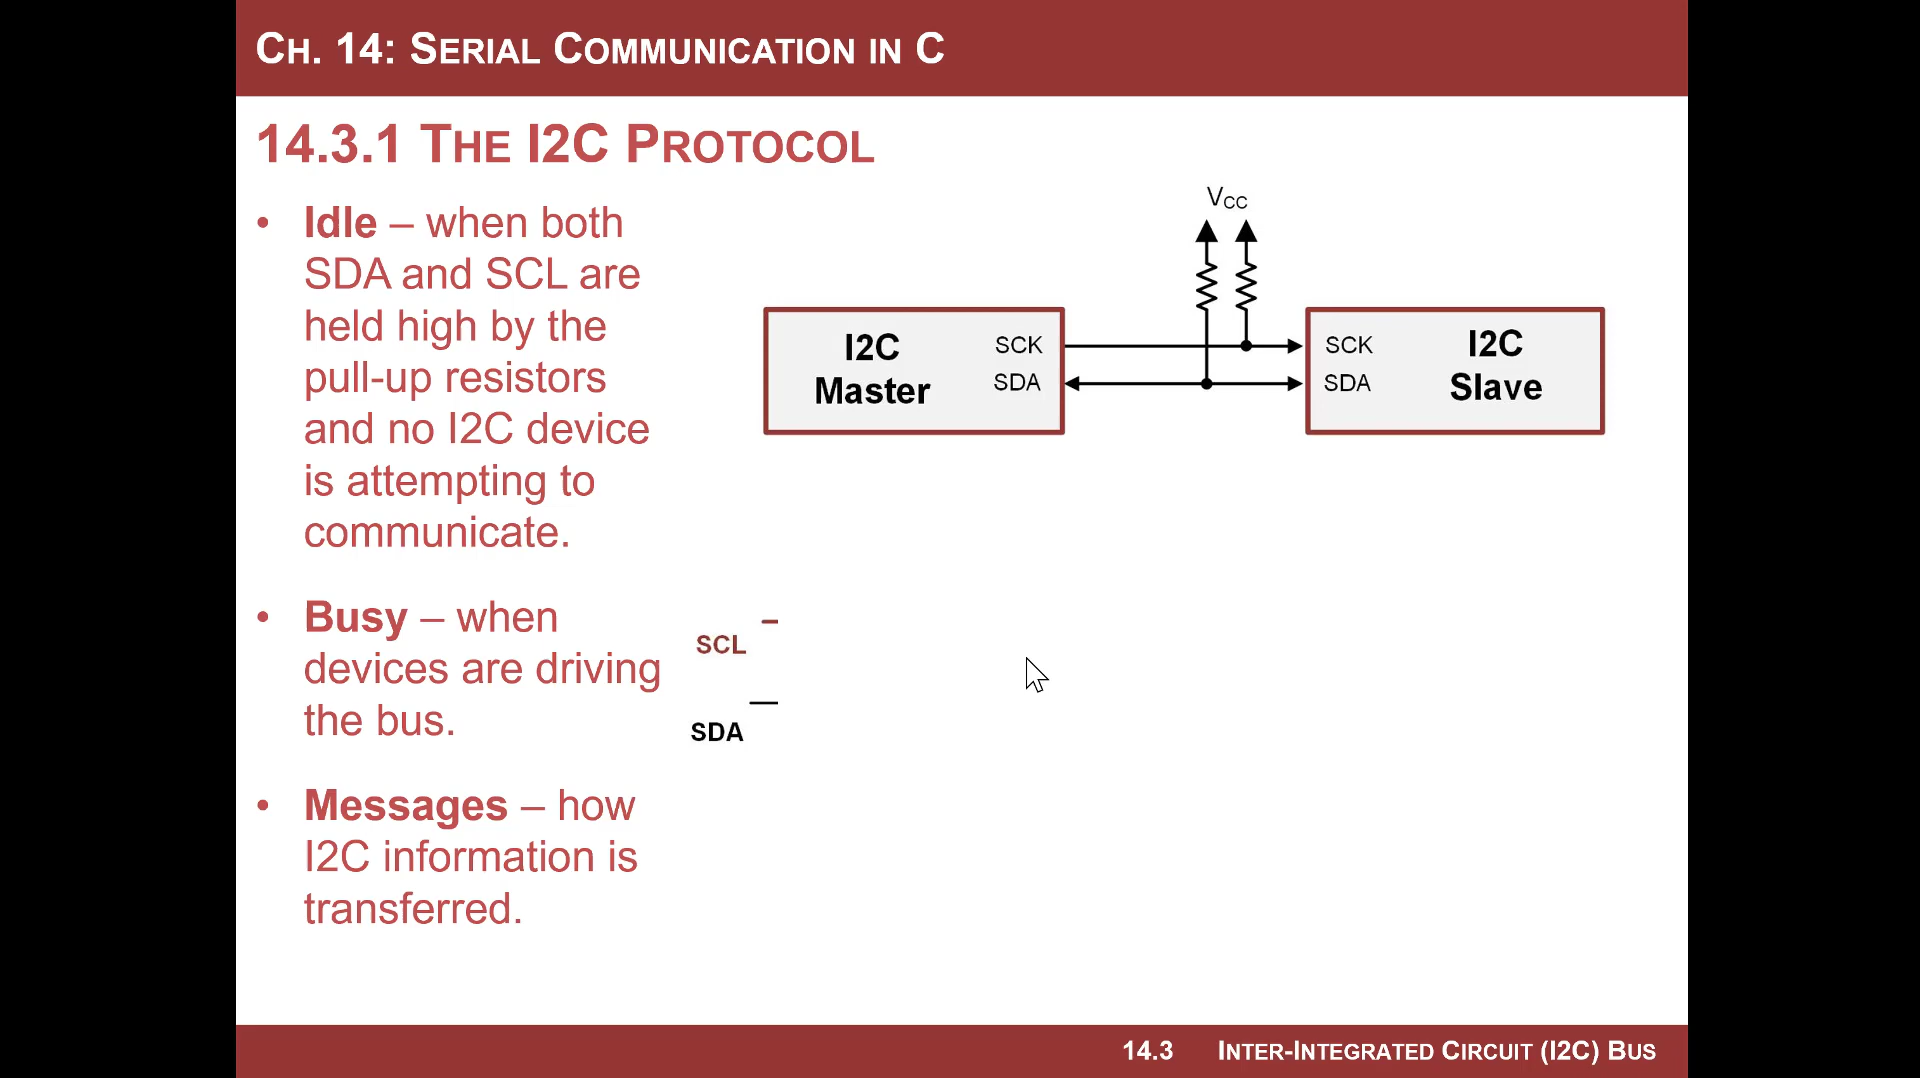 CH. 14: SERIAL COMMUNICATION IN C
14.3.1 THE I2C PROTOCOL
• Idle – when both
SDA and SCL are
held high by the
pull-up resistors
and no I2C device
is attempting to
communicate.
• Busy – when
devices are driving
the bus.
• Messages – how
I2C information is
transferred.
VCC
I2C
Master
SCK
SDA
SCK
SDA
I2C
Slave
SCL
SDA
14.3 INTER-INTEGRATED CIRCUIT (I2C) BUS